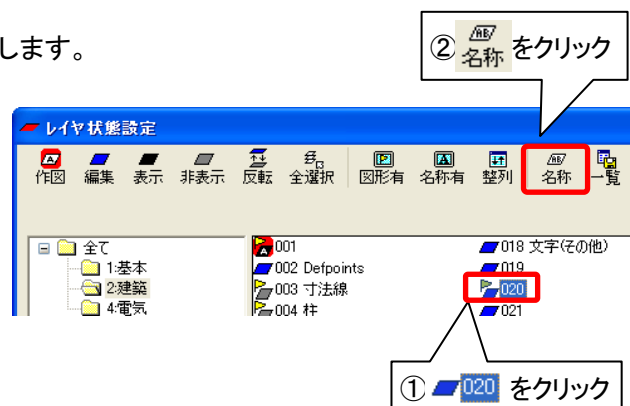 します。
② AB 名称 をクリック
レイヤ状態設定
作図 編集 表示 非表示 反転 全選択 図形有 名称有 整列 名称 一覧
全て
1:基本
2:建築
4:電気
001
002 Defpoints
003 寸法線
004 柱
018 文字(その他)
019
020
021
① 020 をクリック